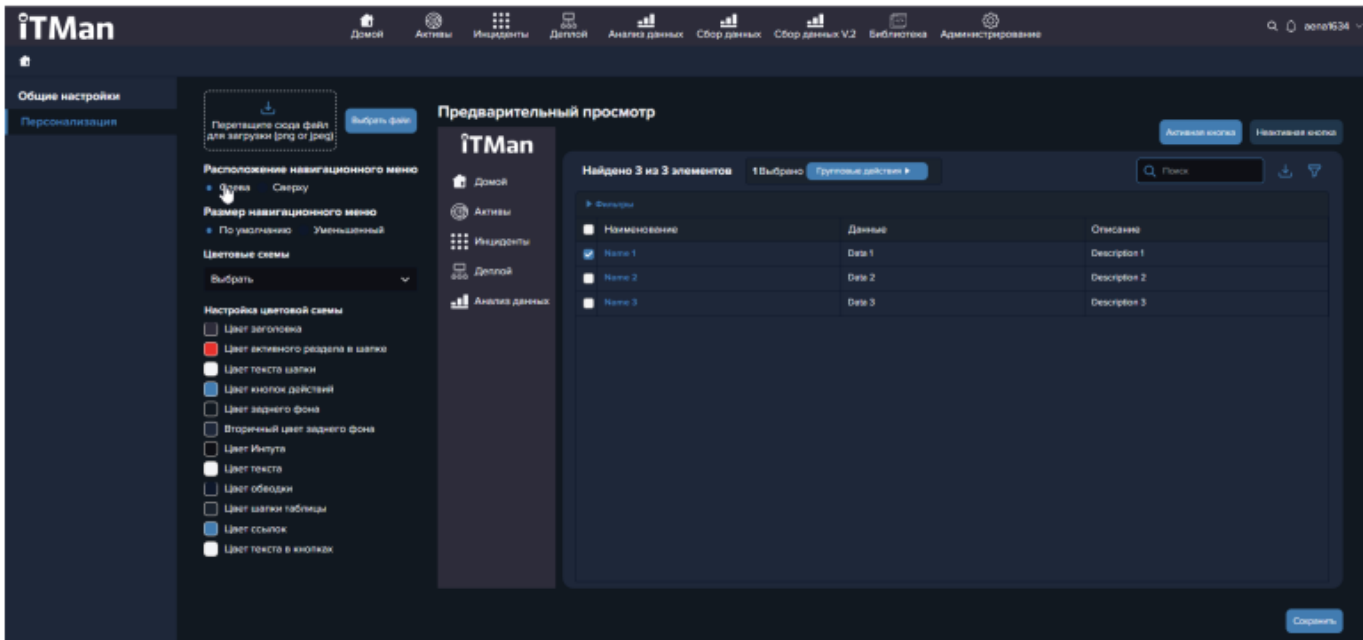 iTMan
Домой Активы Инциденты Деплой Анализ данных Сбор данных Сбор данных V.2 Библиотека Администрирование
Общие настройки
Персонализация
Перетащите сюда файл
для загрузки (png or jpeg)
Выбрать файл
Расположение навигационного меню
Слева Сверху
Размер навигационного меню
По умолчанию Уменьшенный
Цветовые схемы
Выбрать
Настройка цветовой схемы
Цвет заголовка
Цвет активного раздела в шапке
Цвет текста шапки
Цвет кнопок действий
Цвет заднего фона
Вторичный цвет заднего фона
Цвет Инпута
Цвет текста
Цвет обводки
Цвет шапки таблицы
Цвет ссылок
Цвет текста в кнопках
Предварительный просмотр
Активная кнопка Неактивная кнопка
iTMan
Домой
Активы
Инциденты
Деплой
Анализ данных
Найдено 3 из 3 элементов 1 Выбрано Групповые действия Поиск
Фильтры
Наименование Данные Описание
Name 1 Data 1 Description 1
Name 2 Data 2 Description 2
Name 3 Data 3 Description 3
Сохранить